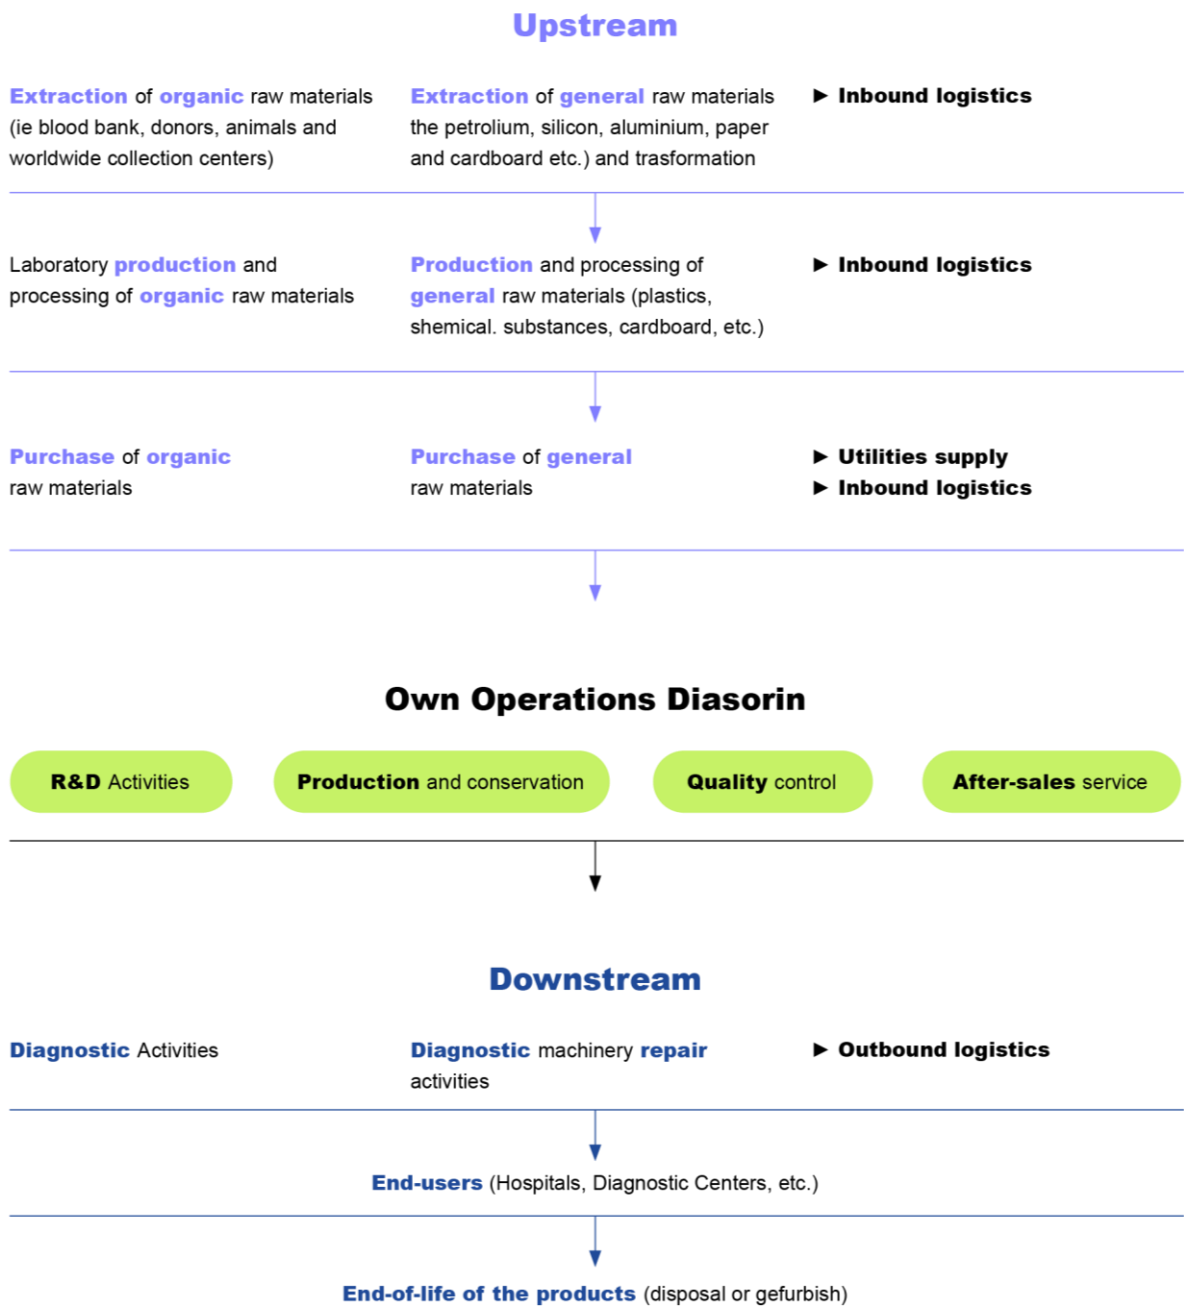 Upstream
Extraction of organic raw materials
(ie blood bank, donors, animals and
worldwide collection centers)
Extraction of general raw materials
the petrolium, silicon, aluminium, paper
and cardboard etc.) and trasformation
► Inbound logistics
Laboratory production and
processing of organic raw materials
Production and processing of
general raw materials (plastics,
shemical. substances, cardboard, etc.)
► Inbound logistics
Purchase of organic
raw materials
Purchase of general
raw materials
► Utilities supply
► Inbound logistics
Own Operations Diasorin
R&D Activities
Production and conservation
Quality control
After-sales service
Downstream
Diagnostic Activities
Diagnostic machinery repair
activities
► Outbound logistics
End-users (Hospitals, Diagnostic Centers, etc.)
End-of-life of the products (disposal or gefurbish)